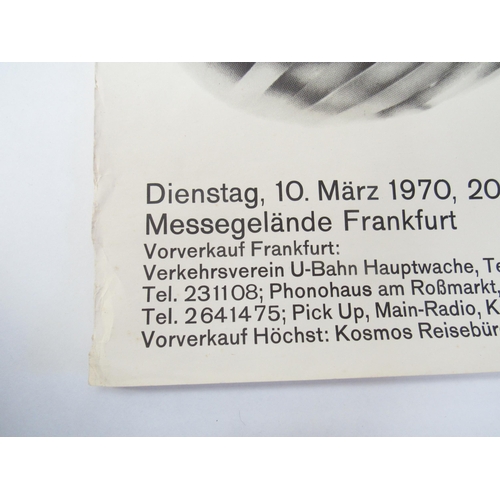 Dienstag, 10. März 1970, 20
Messegelände Frankfurt
Vorverkauf Frankfurt:
Verkehrsverein U-Bahn Hauptwache, Te
Tel. 231108; Phonohaus am Roßmarkt,
Tel. 2641475; Pick Up, Main-Radio, K
Vorverkauf Höchst: Kosmos Reisebür